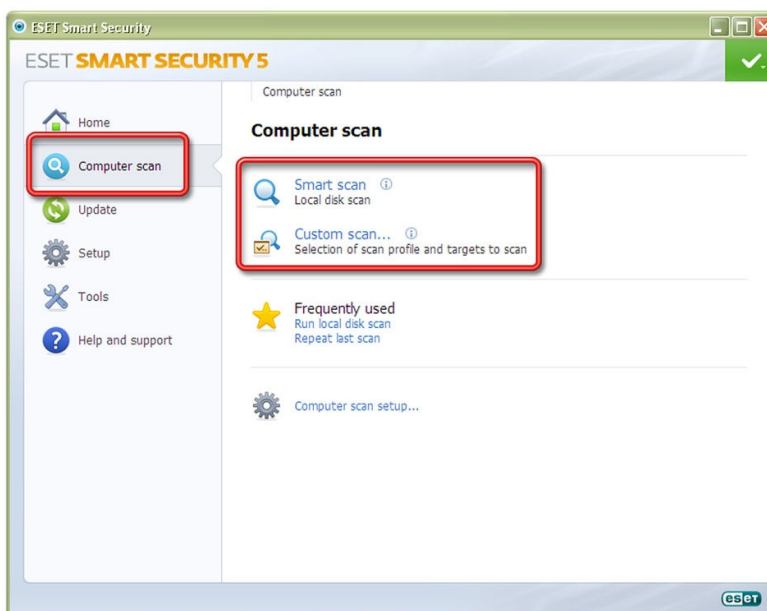 ESET Smart Security
ESET SMART SECURITY 5
Computer scan
Home
Computer scan
Update
Setup
Tools
Help and support
Computer scan
Smart scan
Local disk scan
Custom scan...
Selection of scan profile and targets to scan
Frequently used
Run local disk scan
Repeat last scan
Computer scan setup...
eseT